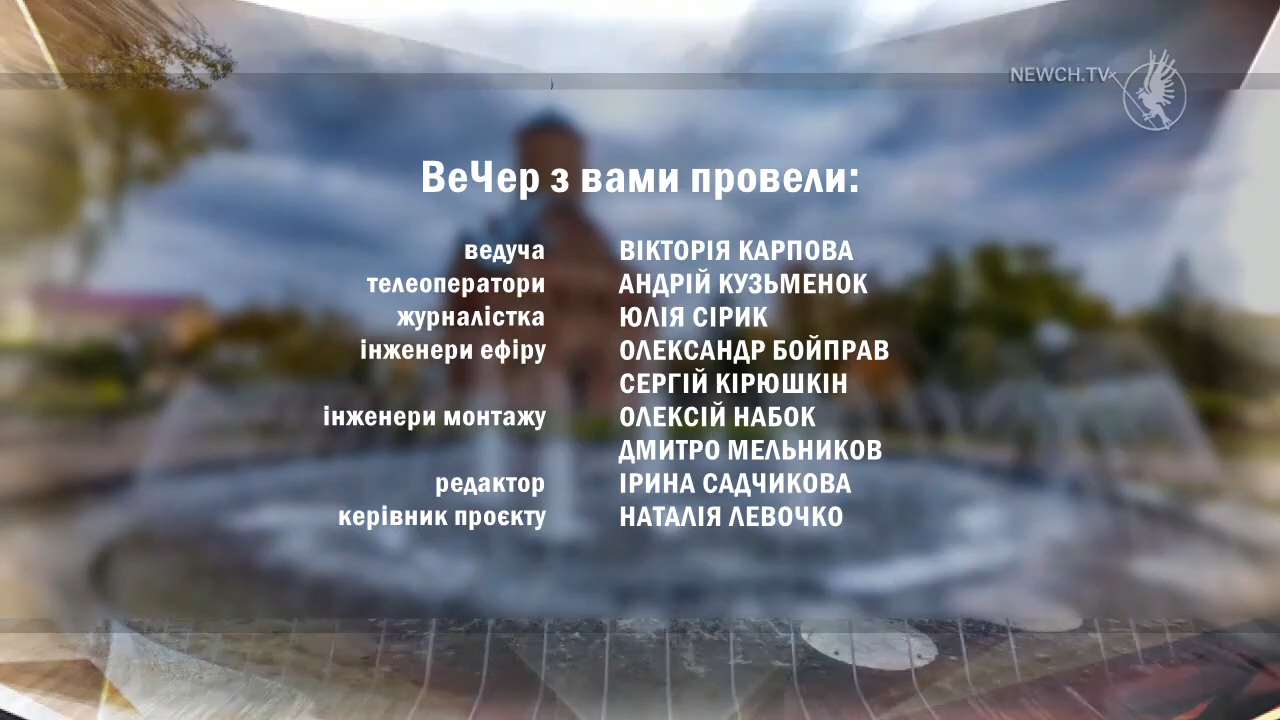 NEWCH.TV
ВеЧер з вами провели:
ведуча ВІКТОРІЯ КАРПОВА
телеоператори АНДРІЙ КУЗЬМЕНОК
журналістка ЮЛІЯ СІРИК
інженери ефіру ОЛЕКСАНДР БОЙПРАВ
СЕРГІЙ КІРЮШКІН
інженери монтажу ОЛЕКСІЙ НАБОК
ДМИТРО МЕЛЬНИКОВ
редактор ІРИНА САДЧИКОВА
керівник проєкту НАТАЛІЯ ЛЕВОЧКО